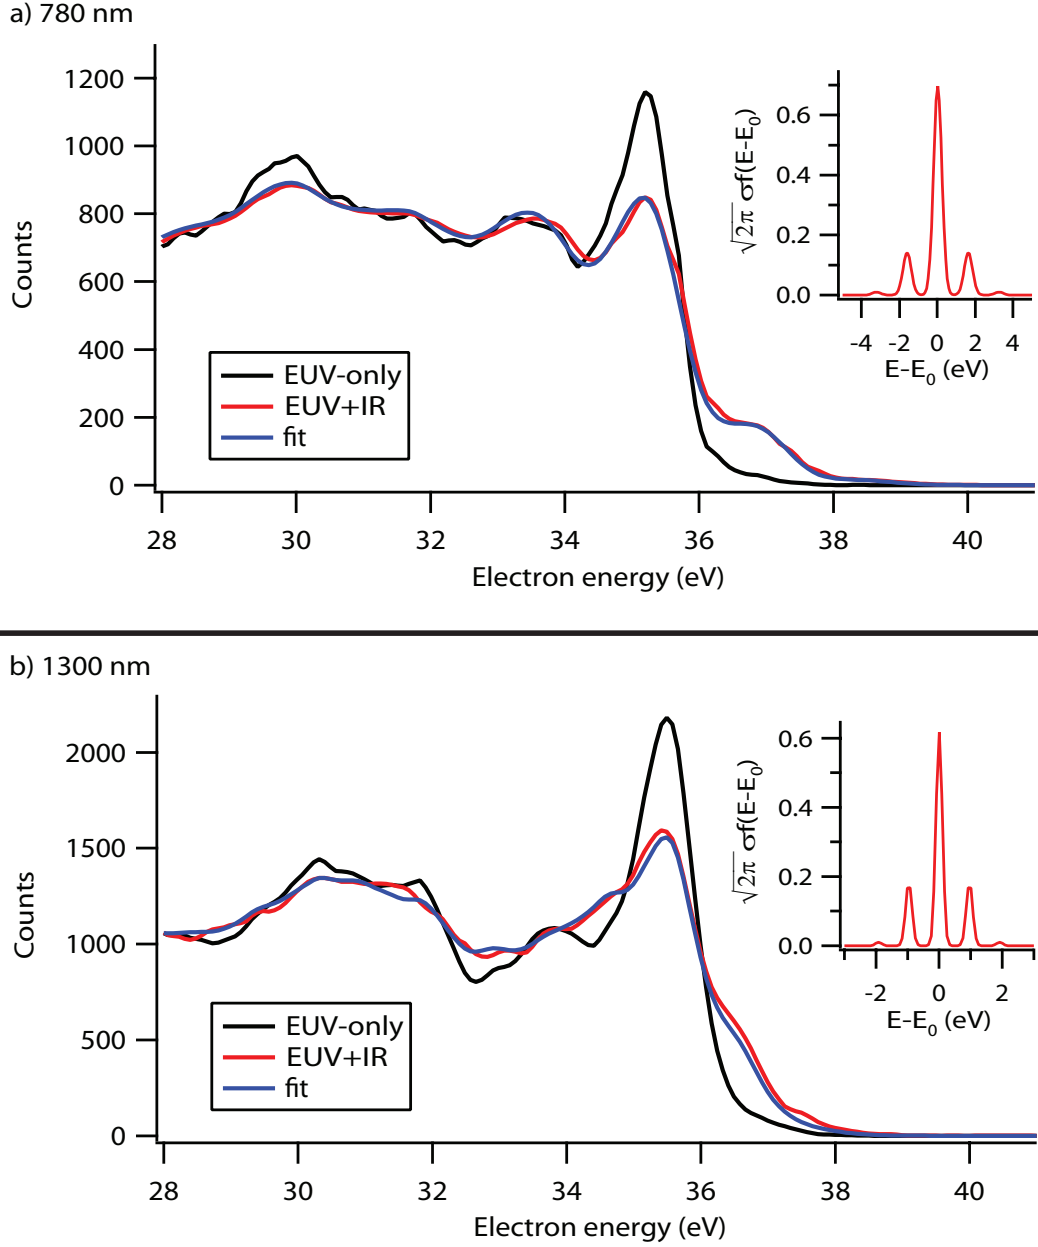 a) 780 nm
1200
1000
800
600
400
200
0
Counts
28 30 32 34 36 38 40
Electron energy (eV)
EUV-only
EUV+IR
fit
0.6
0.4
0.2
0.0
√2π σf(E-E₀)
-4 -2 0 2 4
E-E₀ (eV)
b) 1300 nm
2000
1500
1000
500
0
Counts
28 30 32 34 36 38 40
Electron energy (eV)
EUV-only
EUV+IR
fit
0.6
0.4
0.2
0.0
√2π σf(E-E₀)
-2 0 2
E-E₀ (eV)